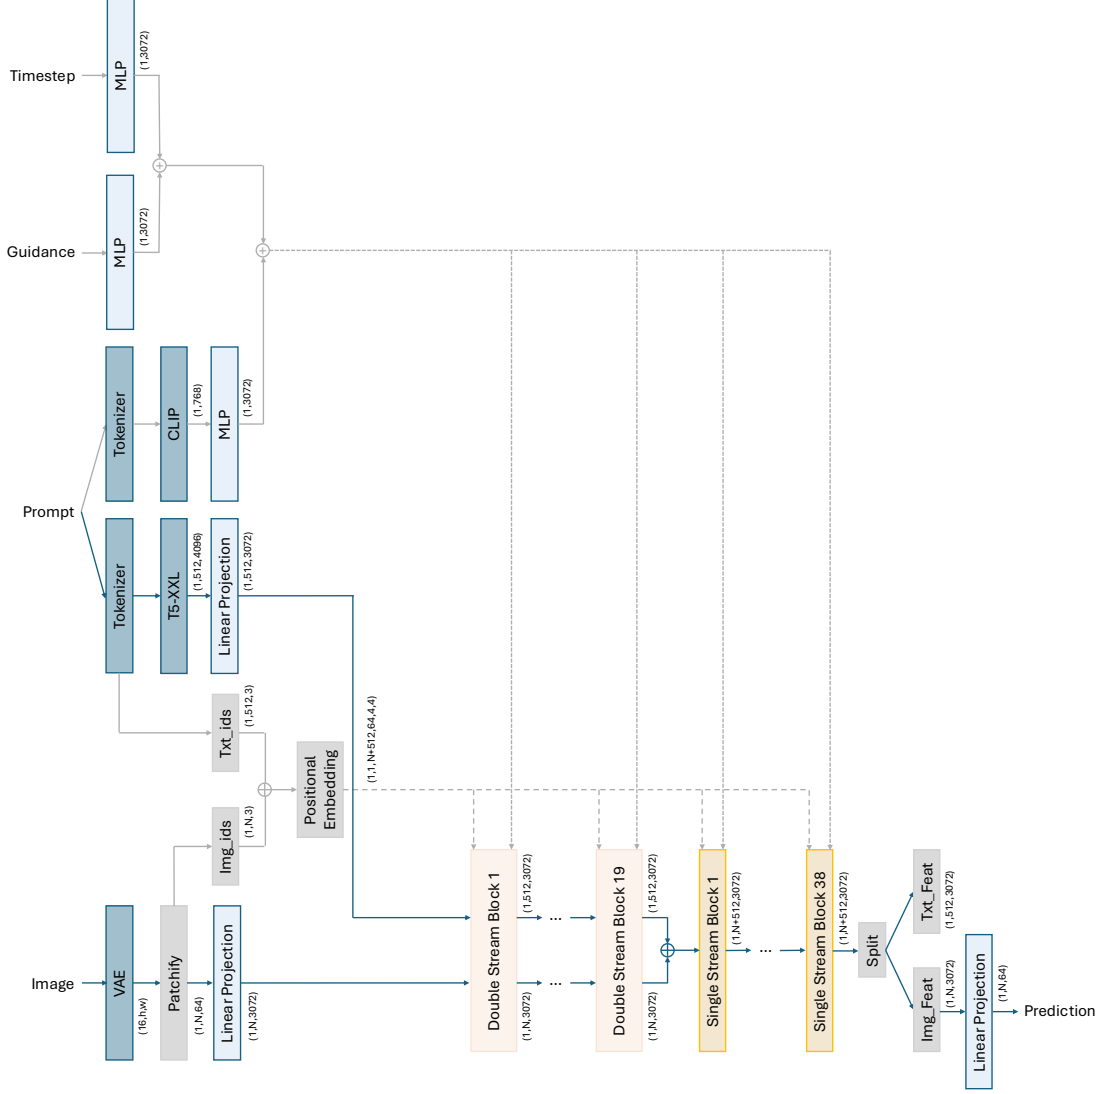 Timestep
MLP
(1,3072)
Guidance
MLP
(1,3072)
Prompt
Tokenizer
CLIP
(1,768)
MLP
(1,3072)
Tokenizer
T5-XXL
(1,512,4096)
Linear Projection
(1,512,3072)
Txt_ids
(1,512,3)
Img_ids
(1,N,3)
Positional
Embedding
(1,1,N+512,64,4,4)
Image
VAE
(16,h,w)
Patchify
(1,N,64)
Linear Projection
(1,N,3072)
Double Stream Block 1
(1,512,3072)
(1,N,3072)
...
...
Double Stream Block 19
(1,512,3072)
(1,N,3072)
Single Stream Block 1
(1,N+512,3072)
...
Single Stream Block 38
(1,N+512,3072)
Split
Txt_Feat
(1,512,3072)
Img_Feat
(1,N,3072)
Linear Projection
(1,N,64)
Prediction